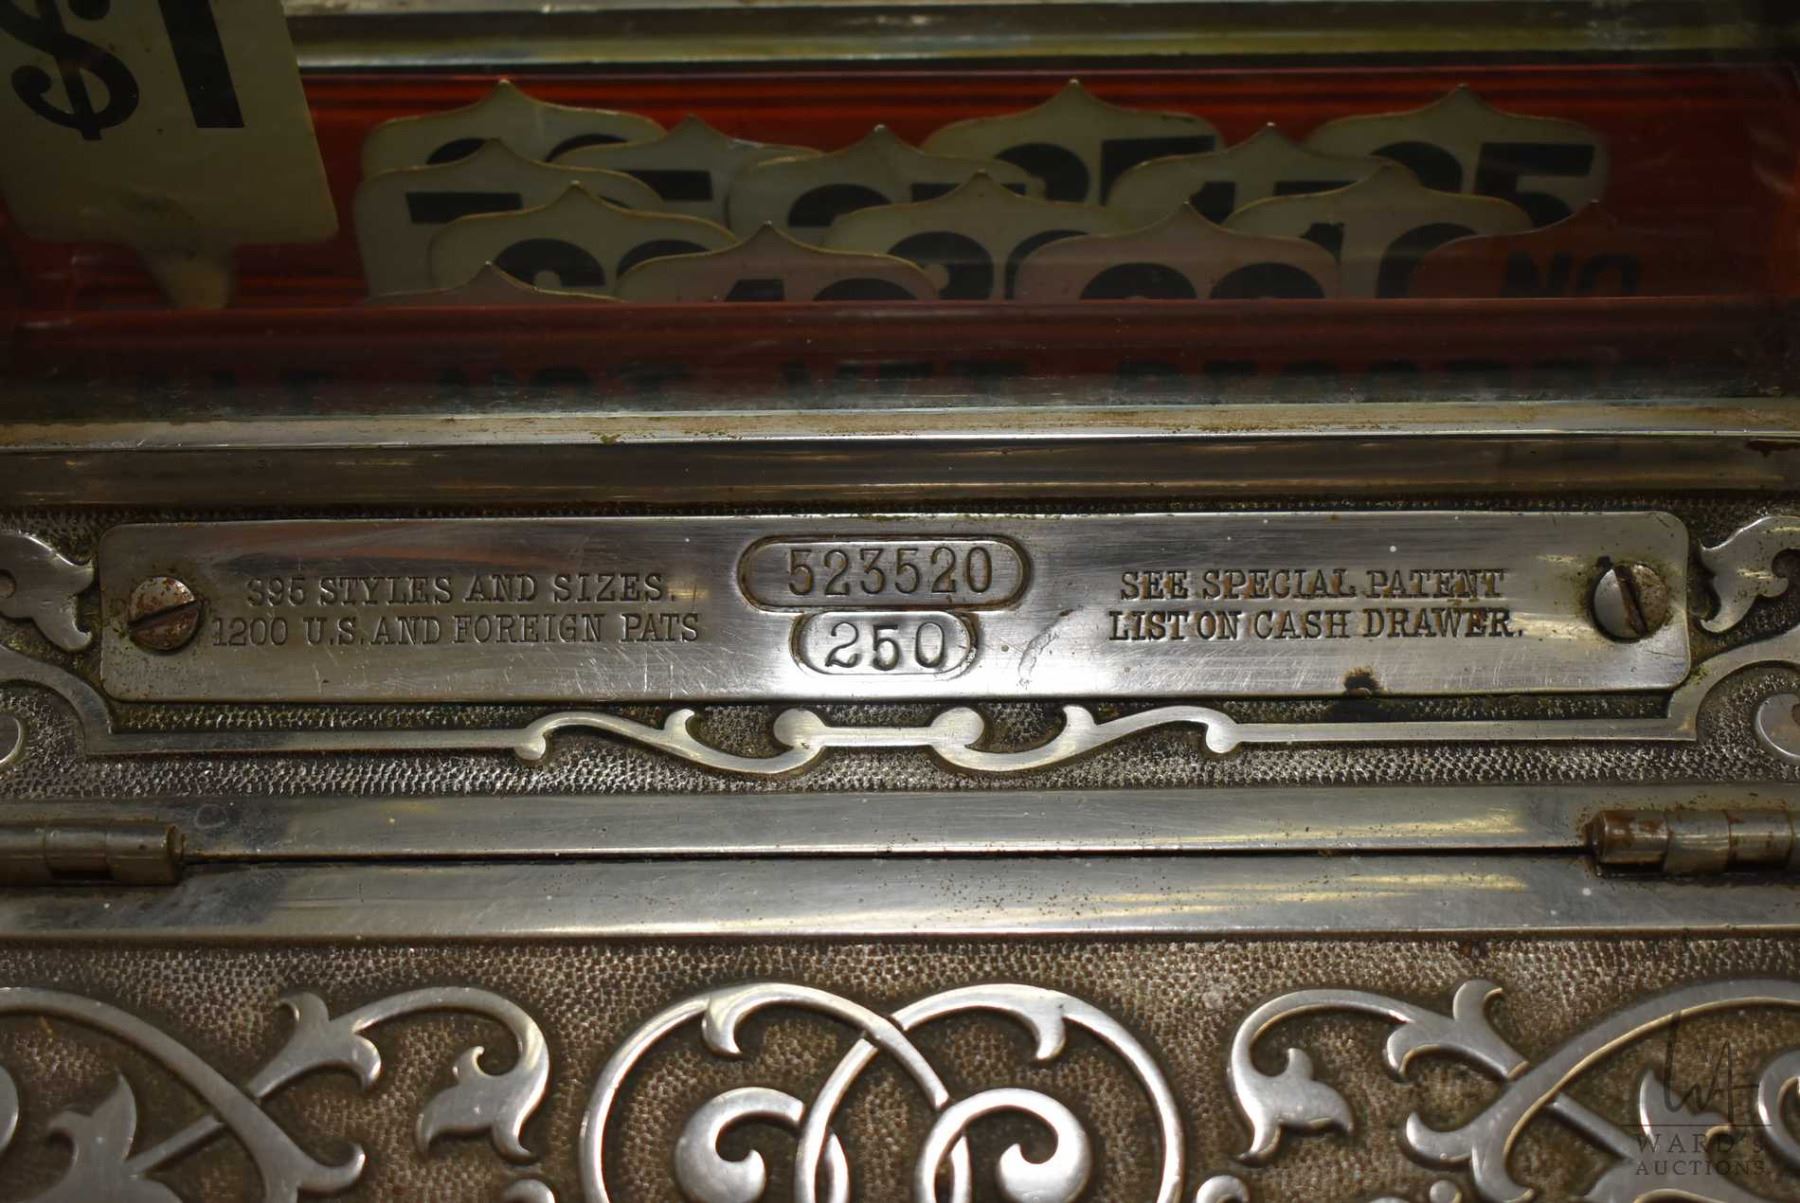 $1
NO
395 STYLES AND SIZES.
1200 U.S. AND FOREIGN PATS
523520
250
SEE SPECIAL PATENT
LIST ON CASH DRAWER.
WARD'S
AUCTIONS